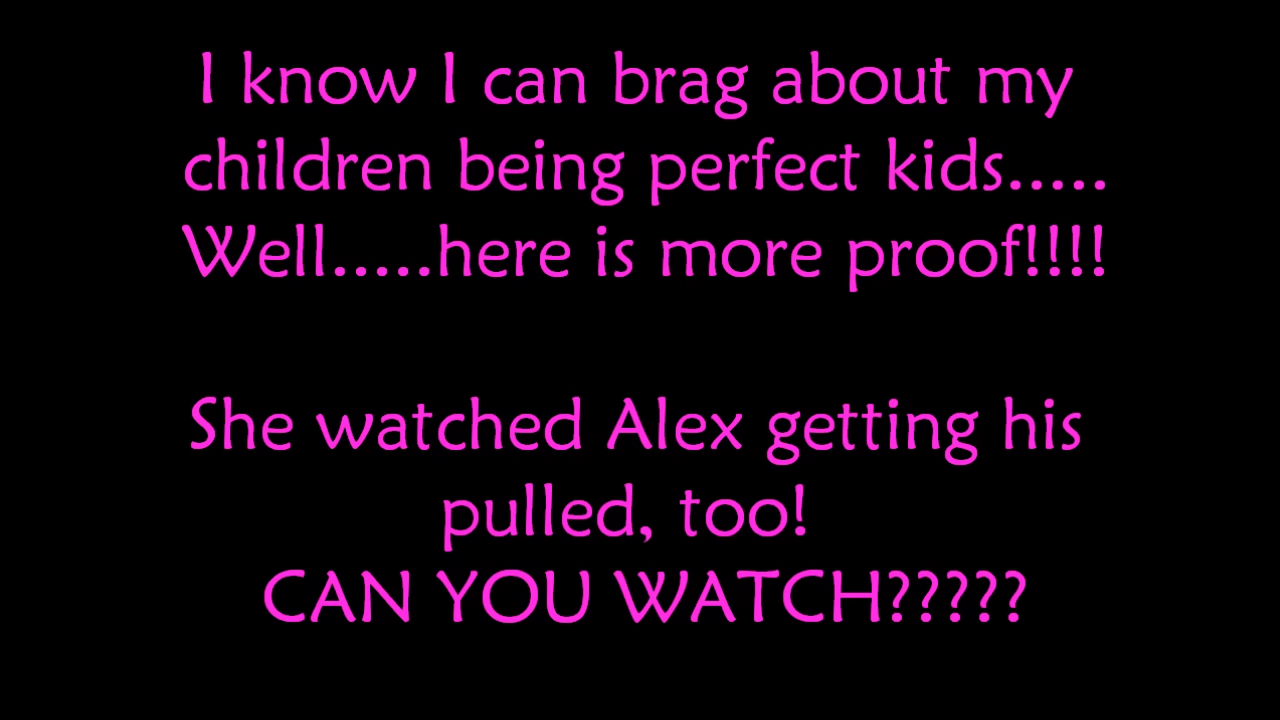 I know I can brag about my
children being perfect kids.....
Well.....here is more proof!!!!
She watched Alex getting his
pulled, too!
CAN YOU WATCH?????